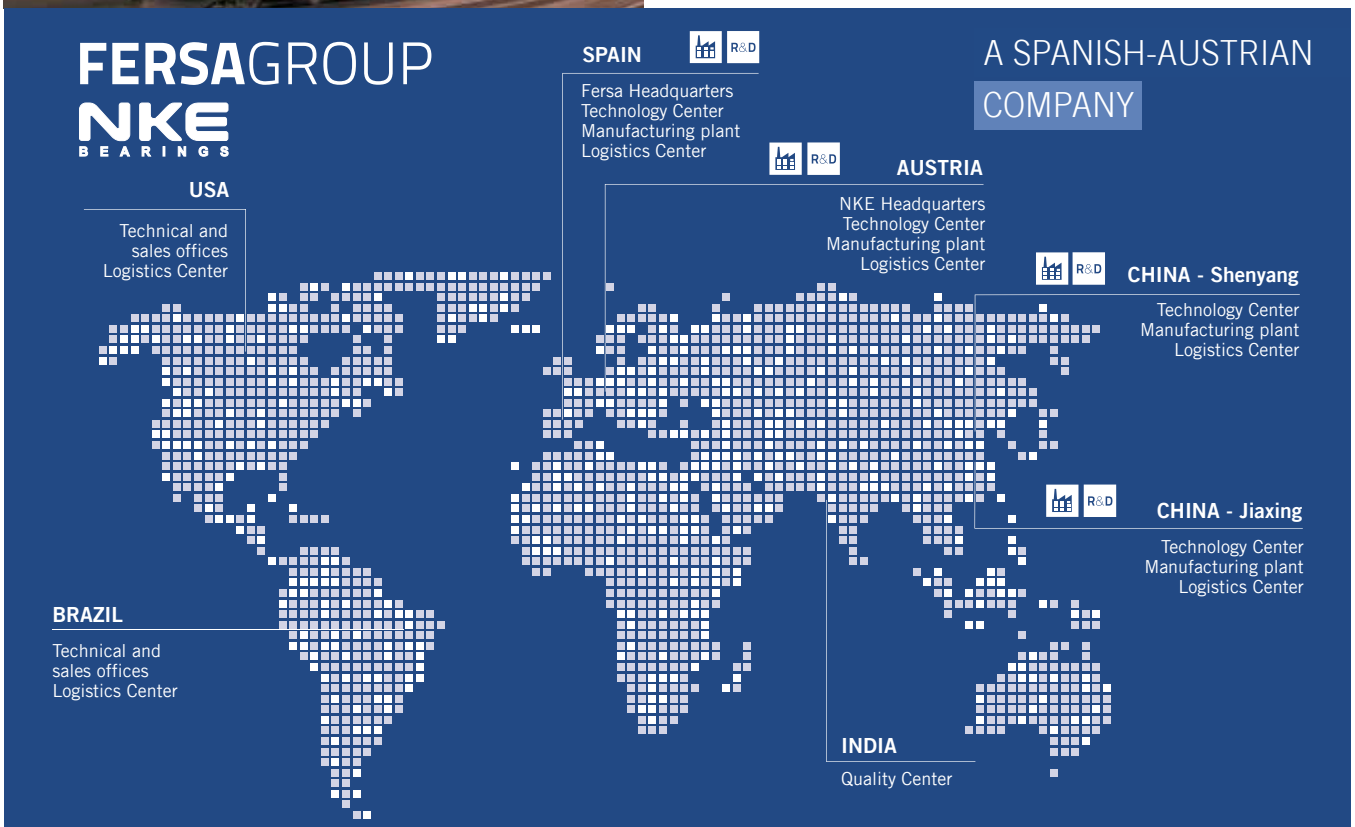 FERSAGROUP
NKE
BEARINGS
A SPANISH-AUSTRIAN
COMPANY
SPAIN
R&D
Fersa Headquarters
Technology Center
Manufacturing plant
Logistics Center
R&D
AUSTRIA
NKE Headquarters
Technology Center
Manufacturing plant
Logistics Center
USA
Technical and
sales offices
Logistics Center
R&D
CHINA - Shenyang
Technology Center
Manufacturing plant
Logistics Center
R&D
CHINA - Jiaxing
Technology Center
Manufacturing plant
Logistics Center
BRAZIL
Technical and
sales offices
Logistics Center
INDIA
Quality Center